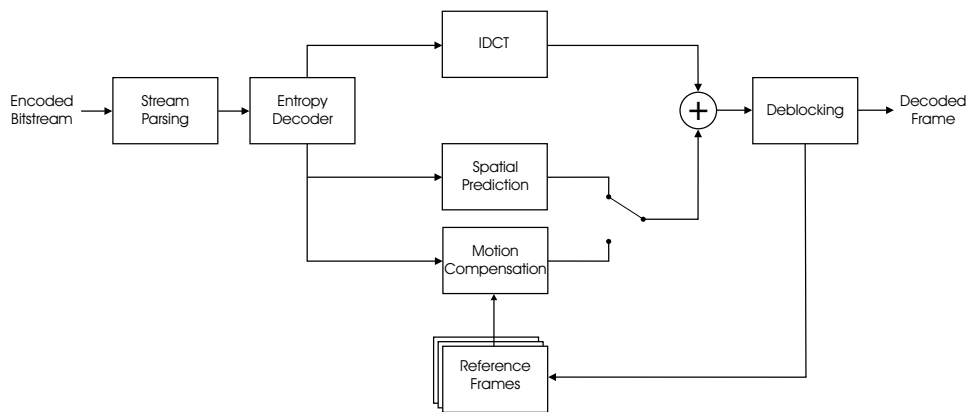 IDCT
Encoded
Bitstream
Stream
Parsing
Entropy
Decoder
+
Deblocking
Decoded
Frame
Spatial
Prediction
Motion
Compensation
Reference
Frames